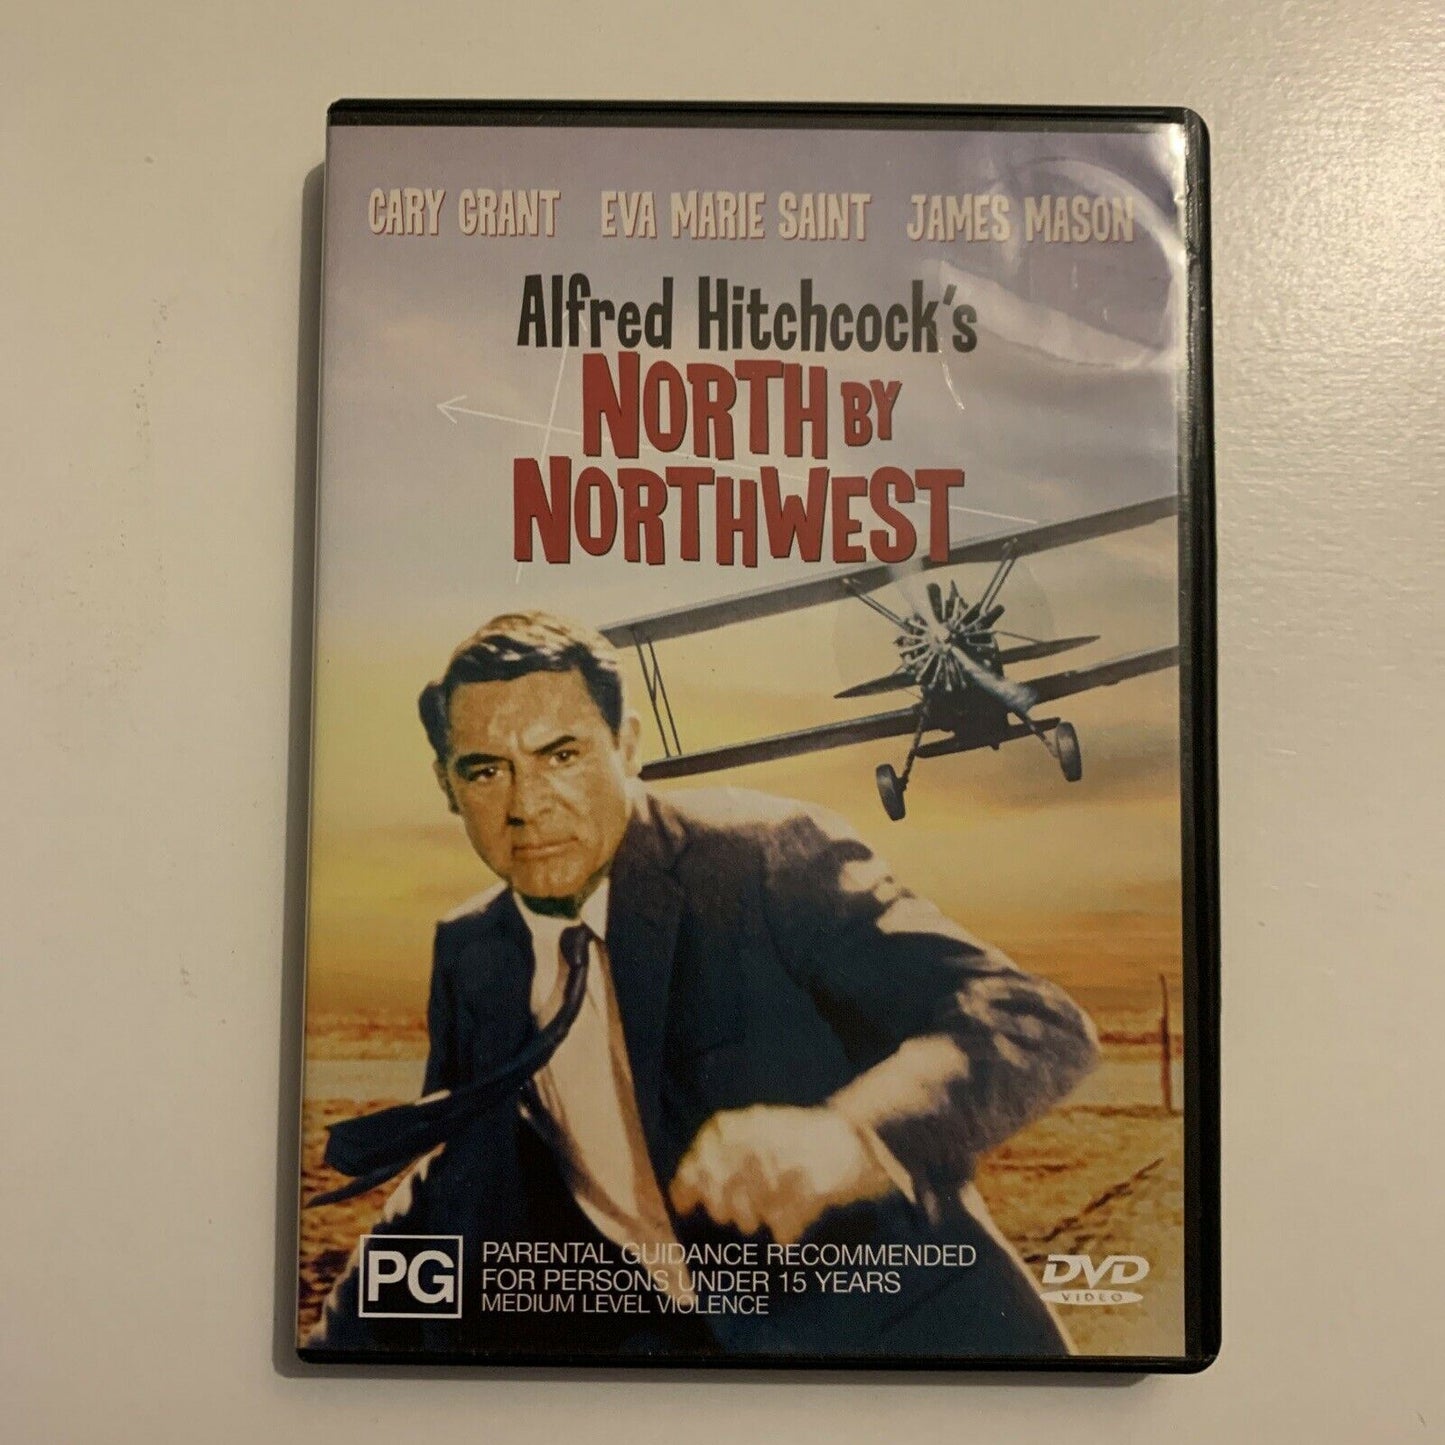 CARY GRANT EVA MARIE SAINT JAMES MASON
Alfred Hitchcock's
NORTH BY
NORTHWEST
PG PARENTAL GUIDANCE RECOMMENDED
FOR PERSONS UNDER 15 YEARS
MEDIUM LEVEL VIOLENCE
DVD
VIDEO